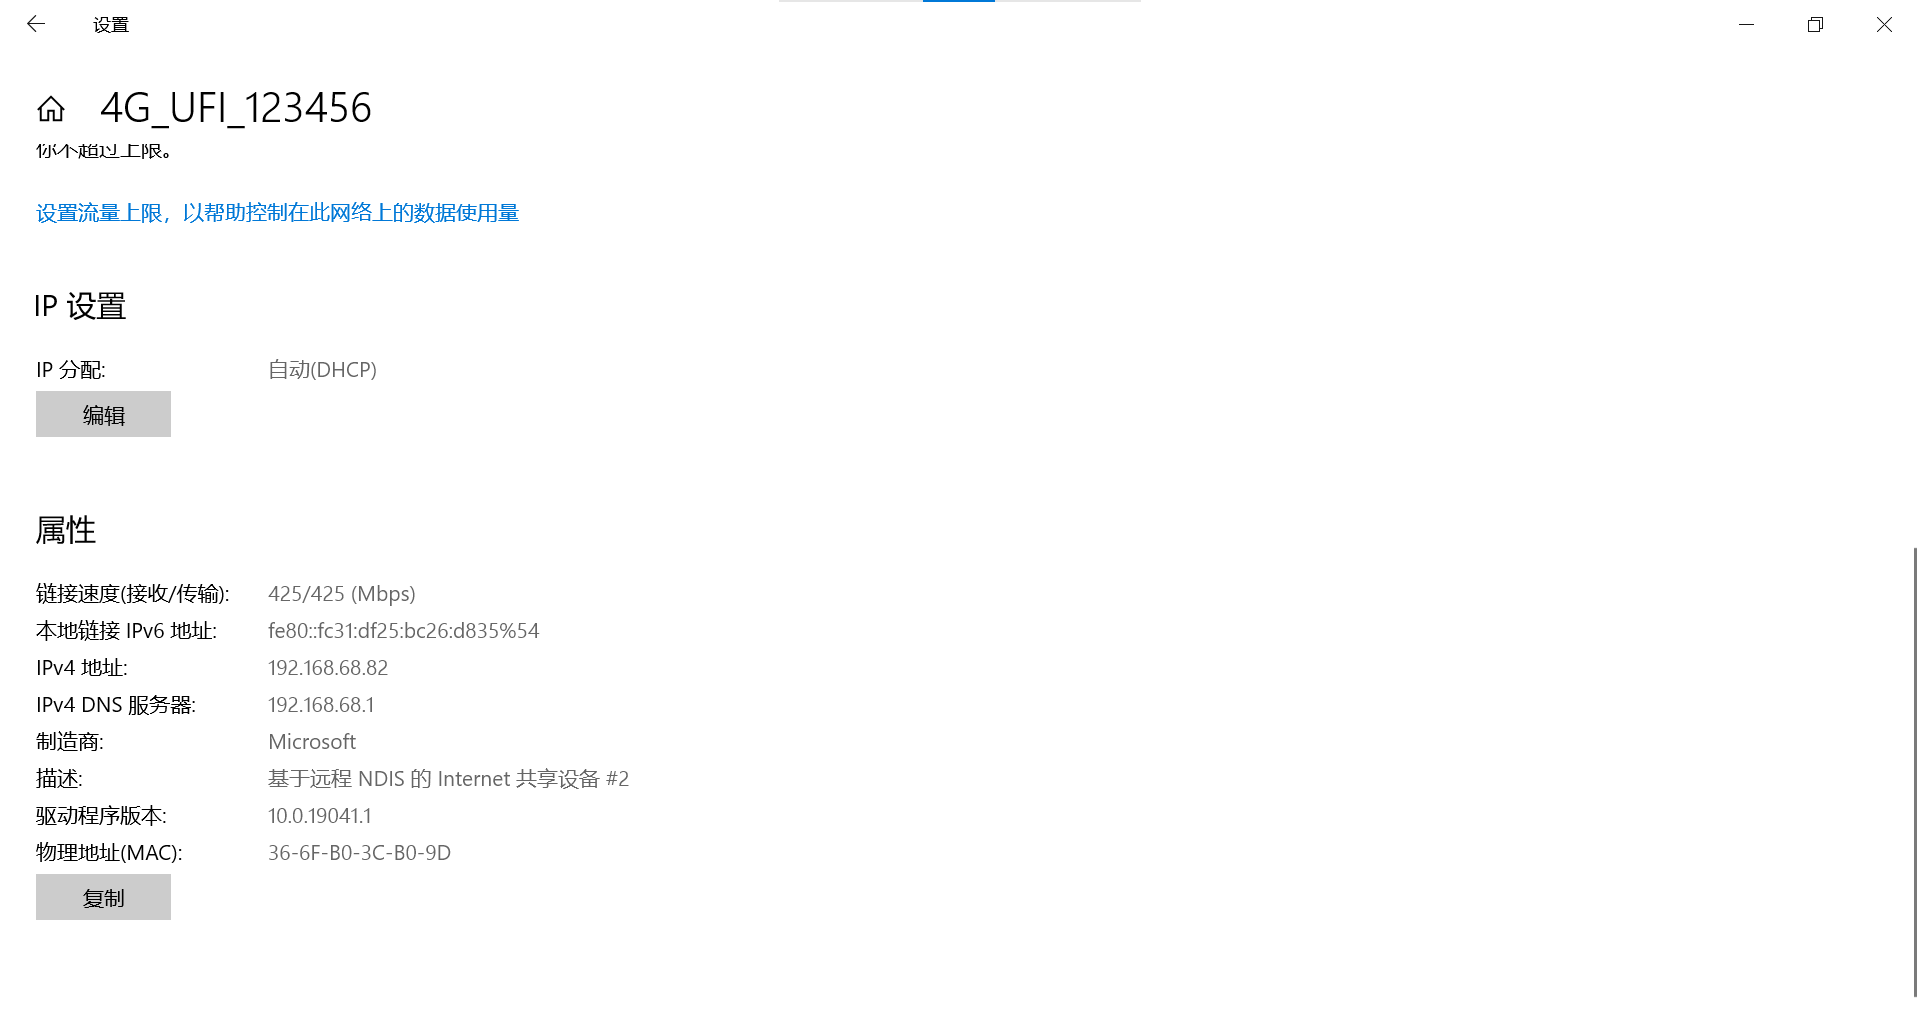 设置
4G_UFI_123456
你不超过上限。
设置流量上限，以帮助控制在此网络上的数据使用量
IP 设置
IP 分配: 自动(DHCP)
编辑
属性
链接速度(接收/传输): 425/425 (Mbps)
本地链接 IPv6 地址: fe80::fc31:df25:bc26:d835%54
IPv4 地址: 192.168.68.82
IPv4 DNS 服务器: 192.168.68.1
制造商: Microsoft
描述: 基于远程 NDIS 的 Internet 共享设备 #2
驱动程序版本: 10.0.19041.1
物理地址(MAC): 36-6F-B0-3C-B0-9D
复制